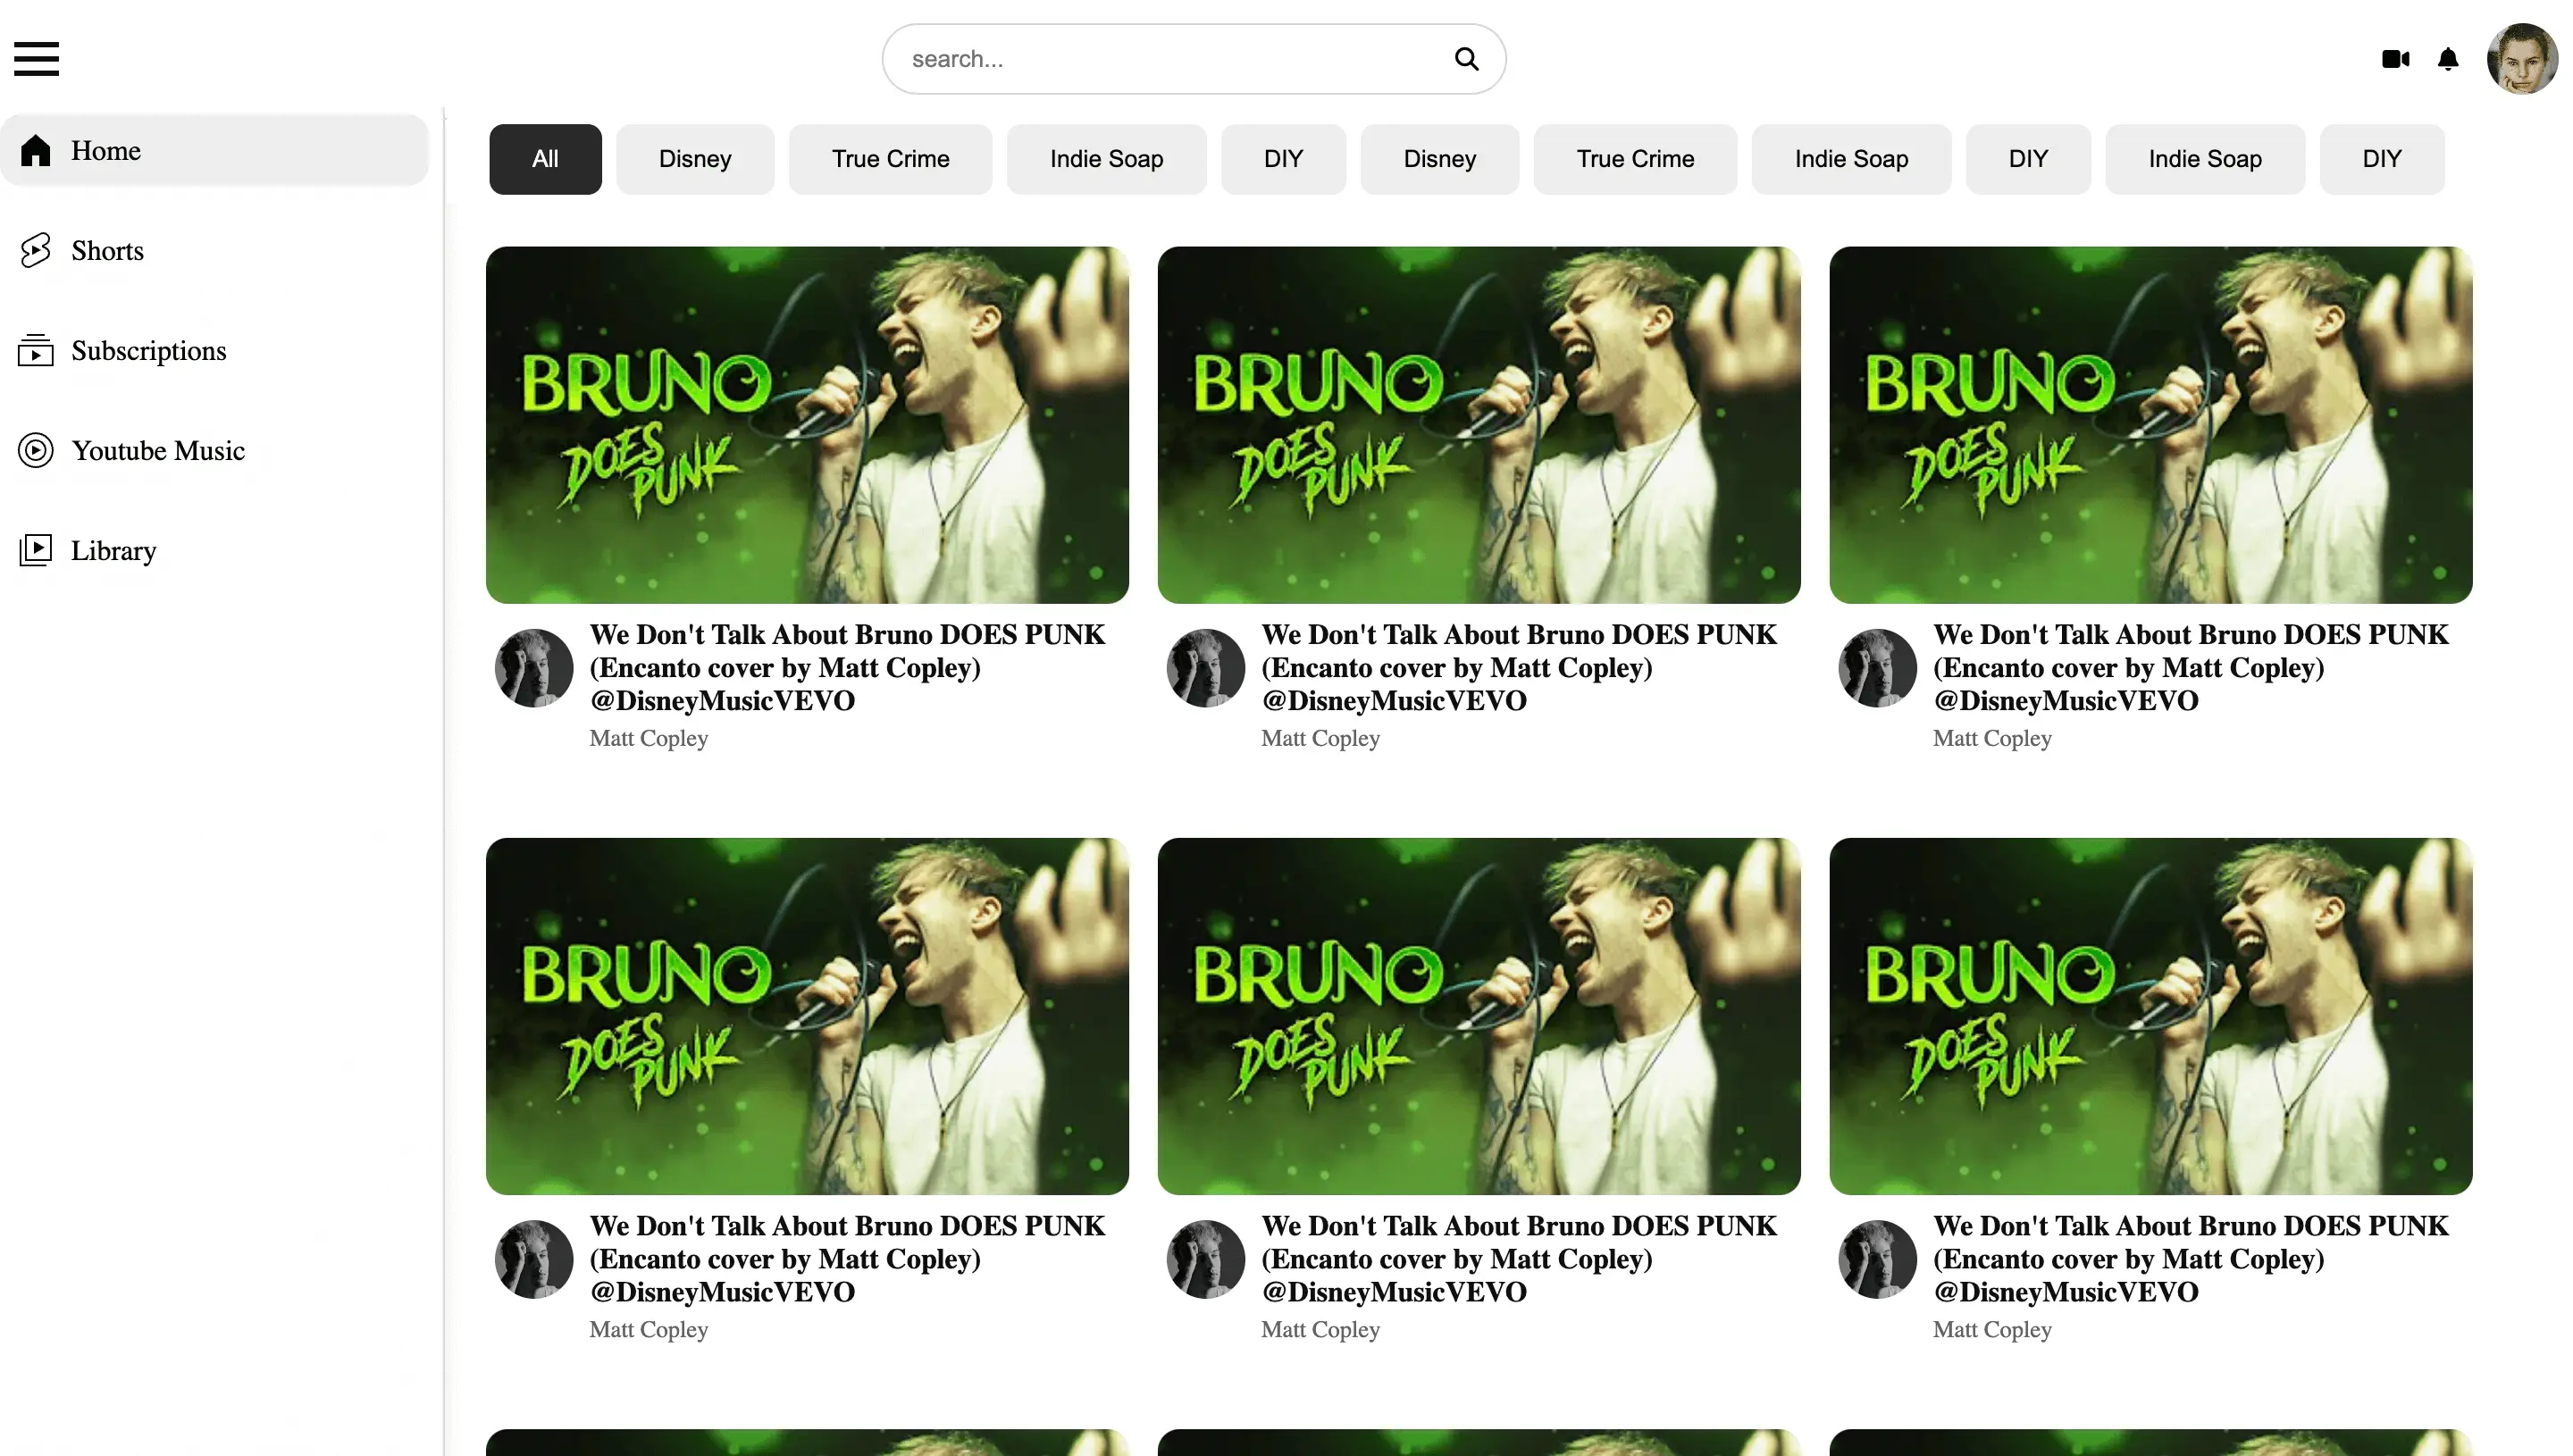 search...
Home
Shorts
Subscriptions
Youtube Music
Library
All Disney True Crime Indie Soap DIY Disney True Crime Indie Soap DIY Indie Soap DIY
BRUNO
DOES
PUNK
BRUNO
DOES
PUNK
BRUNO
DOES
PUNK
We Don't Talk About Bruno DOES PUNK
(Encanto cover by Matt Copley)
@DisneyMusicVEVO
Matt Copley
We Don't Talk About Bruno DOES PUNK
(Encanto cover by Matt Copley)
@DisneyMusicVEVO
Matt Copley
We Don't Talk About Bruno DOES PUNK
(Encanto cover by Matt Copley)
@DisneyMusicVEVO
Matt Copley
BRUNO
DOES
PUNK
BRUNO
DOES
PUNK
BRUNO
DOES
PUNK
We Don't Talk About Bruno DOES PUNK
(Encanto cover by Matt Copley)
@DisneyMusicVEVO
Matt Copley
We Don't Talk About Bruno DOES PUNK
(Encanto cover by Matt Copley)
@DisneyMusicVEVO
Matt Copley
We Don't Talk About Bruno DOES PUNK
(Encanto cover by Matt Copley)
@DisneyMusicVEVO
Matt Copley